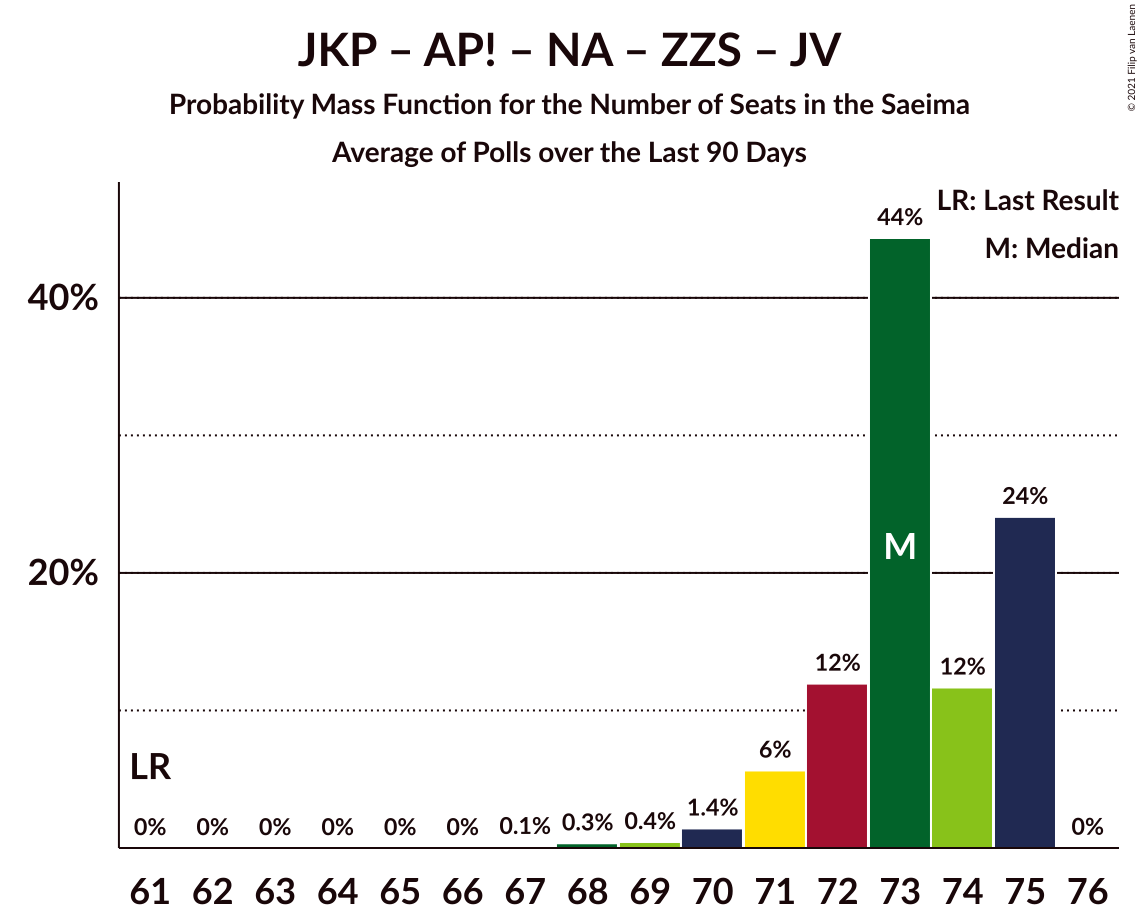 JKP – AP! – NA – ZZS – JV
Probability Mass Function for the Number of Seats in the Saeima
Average of Polls over the Last 90 Days
© 2021 Filip van Laenen
LR: Last Result
M: Median
44%
40%
24%
M
20%
12%
12%
6%
LR
0% 0% 0% 0% 0% 0% 0.1% 0.3% 0.4% 1.4% 0%
61 62 63 64 65 66 67 68 69 70 71 72 73 74 75 76